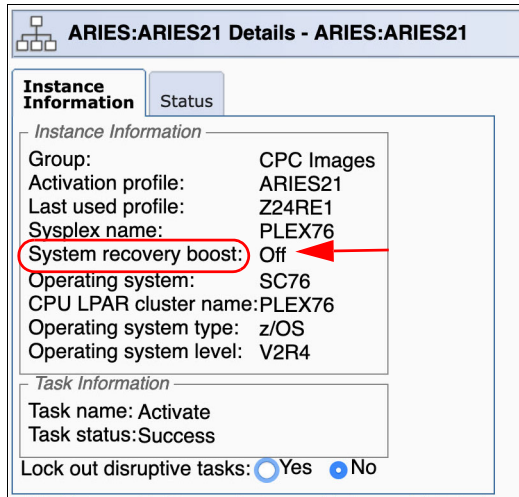 ARIES:ARIES21 Details - ARIES:ARIES21
Instance
Information
Status
Instance Information
Group: CPC Images
Activation profile: ARIES21
Last used profile: Z24RE1
Sysplex name: PLEX76
System recovery boost: Off
Operating system: SC76
CPU LPAR cluster name:PLEX76
Operating system type: z/OS
Operating system level: V2R4
Task Information
Task name: Activate
Task status:Success
Lock out disruptive tasks: Yes No